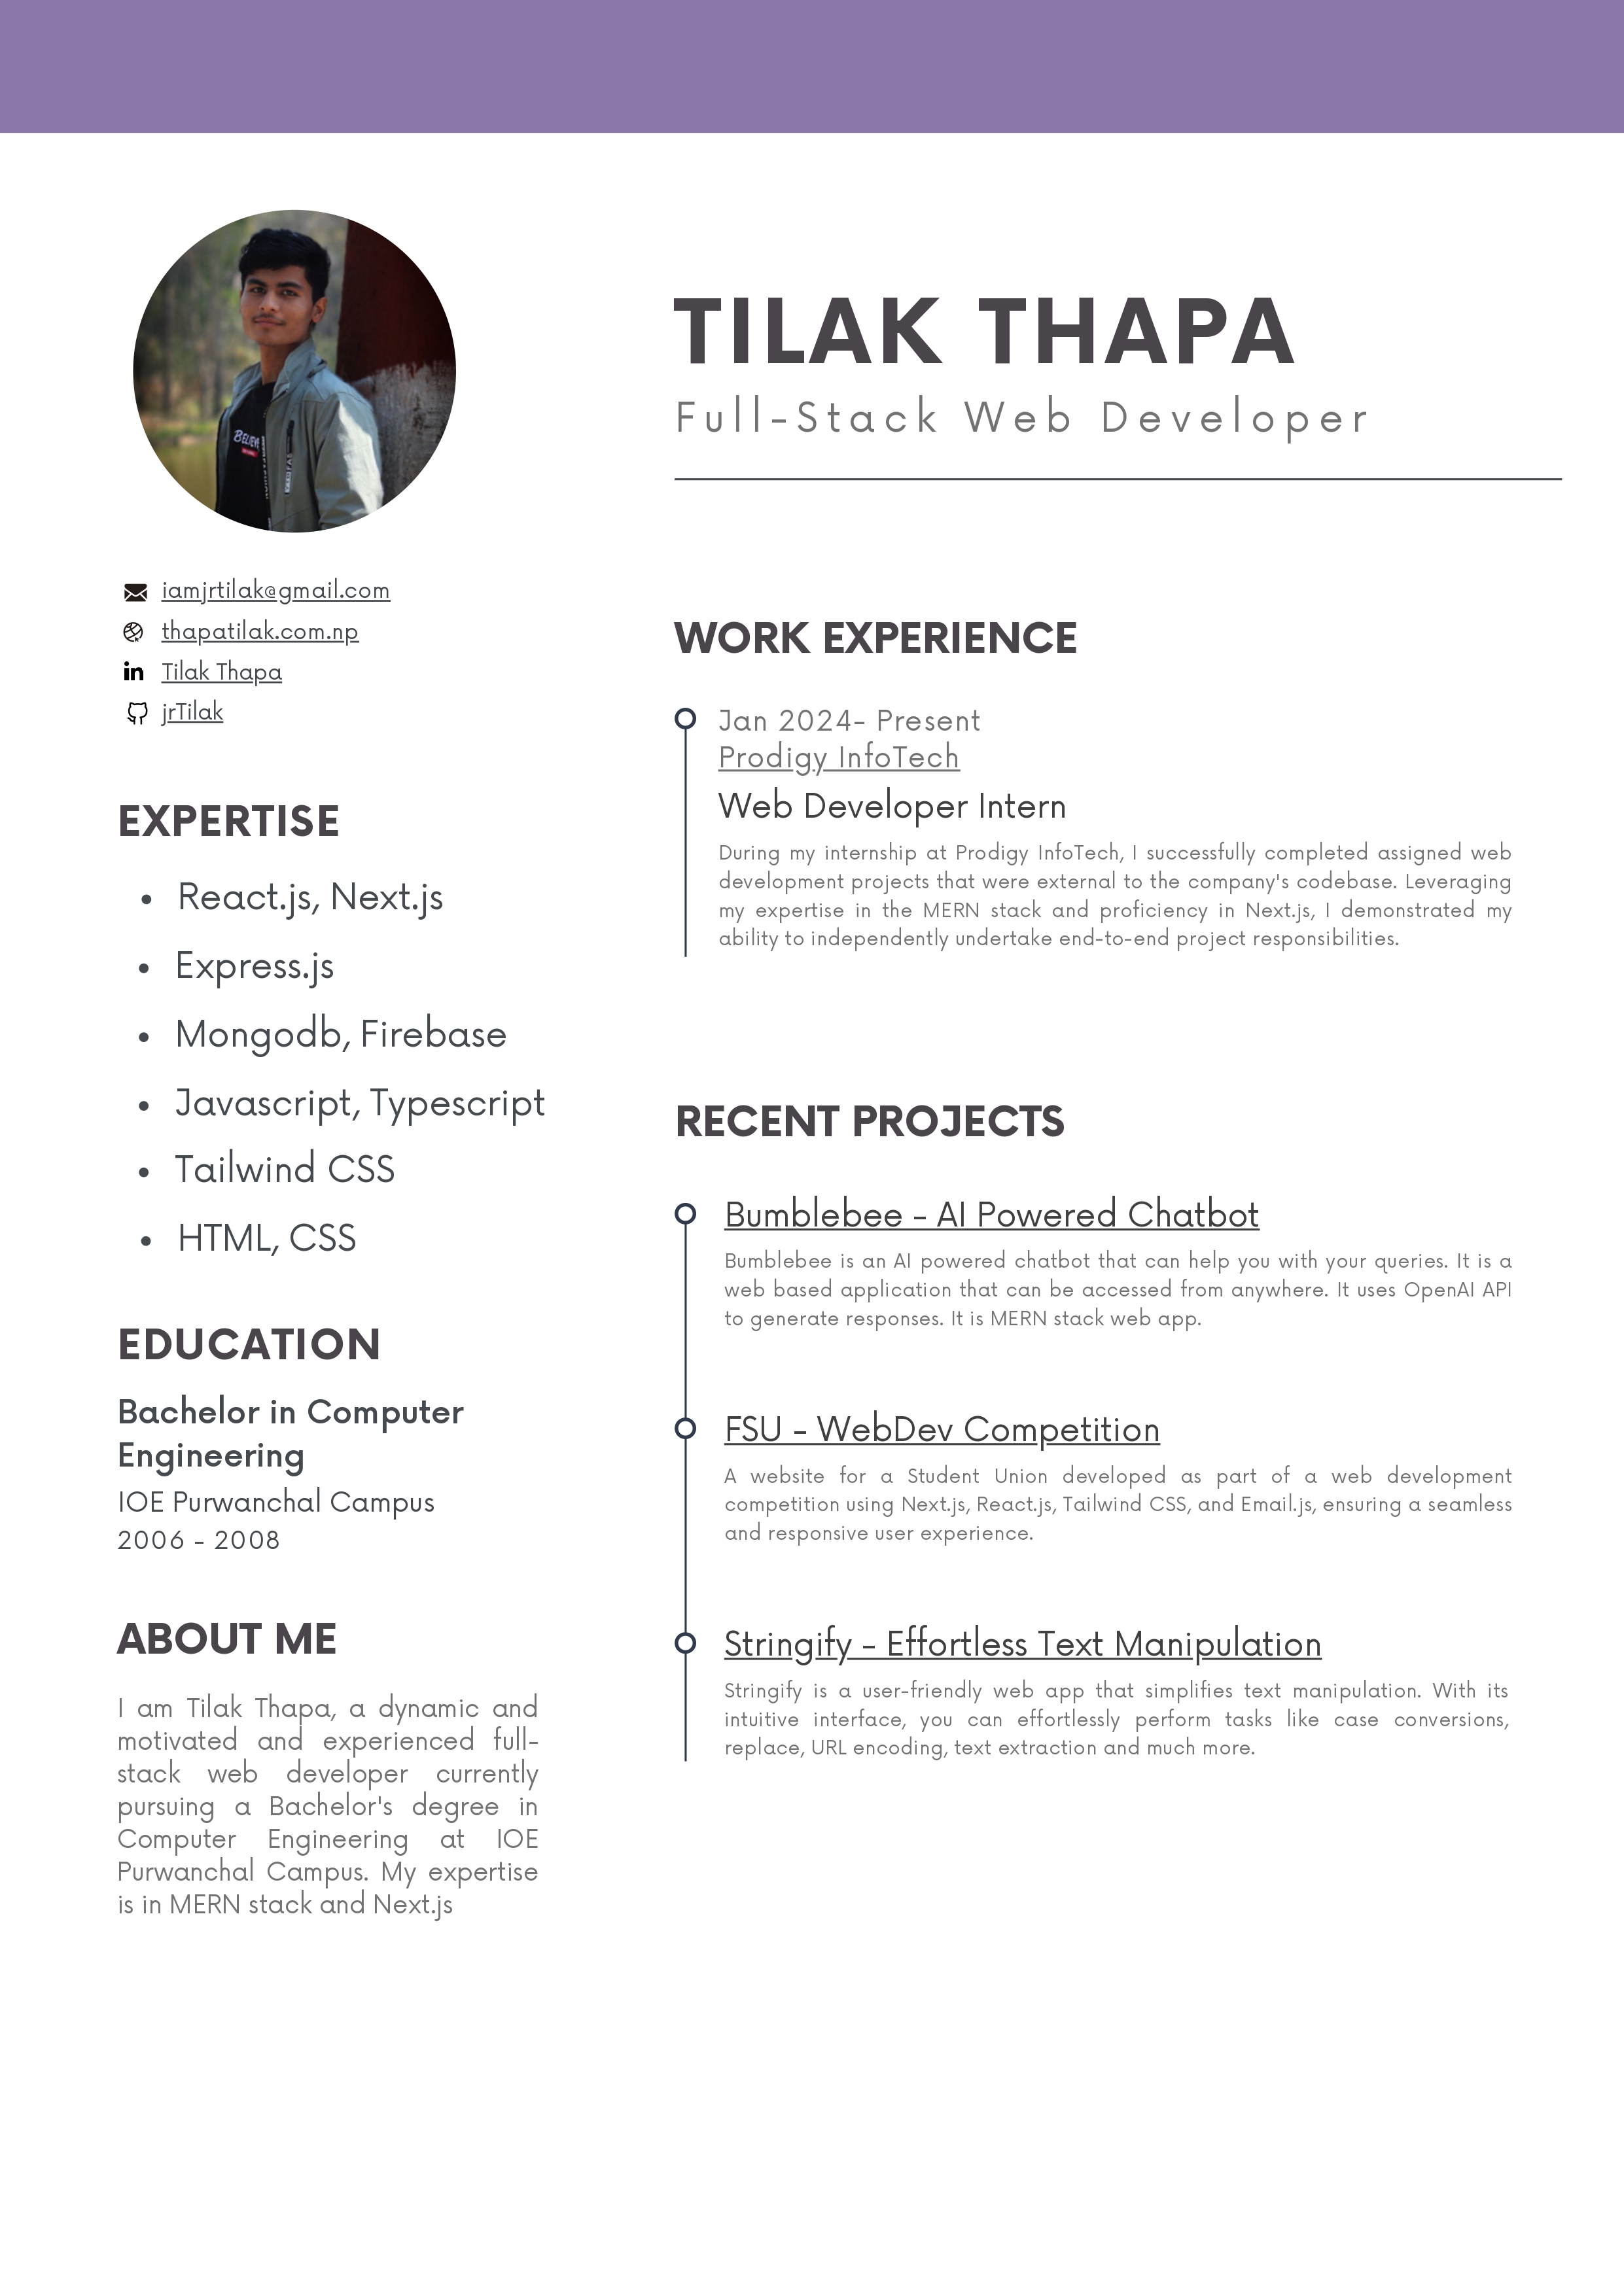 TILAK THAPA
Full-Stack Web Developer
iamjrtilak@gmail.com
thapatilak.com.np
in Tilak Thapa
jrTilak
EXPERTISE
• React.js, Next.js
• Express.js
• Mongodb, Firebase
• Javascript, Typescript
• Tailwind CSS
• HTML, CSS
EDUCATION
Bachelor in Computer
Engineering
IOE Purwanchal Campus
2006 - 2008
ABOUT ME
I am Tilak Thapa, a dynamic and
motivated and experienced full-
stack web developer currently
pursuing a Bachelor's degree in
Computer Engineering at IOE
Purwanchal Campus. My expertise
is in MERN stack and Next.js
WORK EXPERIENCE
Jan 2024- Present
Prodigy InfoTech
Web Developer Intern
During my internship at Prodigy InfoTech, I successfully completed assigned web
development projects that were external to the company's codebase. Leveraging
my expertise in the MERN stack and proficiency in Next.js, I demonstrated my
ability to independently undertake end-to-end project responsibilities.
RECENT PROJECTS
Bumblebee - AI Powered Chatbot
Bumblebee is an AI powered chatbot that can help you with your queries. It is a
web based application that can be accessed from anywhere. It uses OpenAI API
to generate responses. It is MERN stack web app.
FSU - WebDev Competition
A website for a Student Union developed as part of a web development
competition using Next.js, React.js, Tailwind CSS, and Email.js, ensuring a seamless
and responsive user experience.
Stringify - Effortless Text Manipulation
Stringify is a user-friendly web app that simplifies text manipulation. With its
intuitive interface, you can effortlessly perform tasks like case conversions,
replace, URL encoding, text extraction and much more.